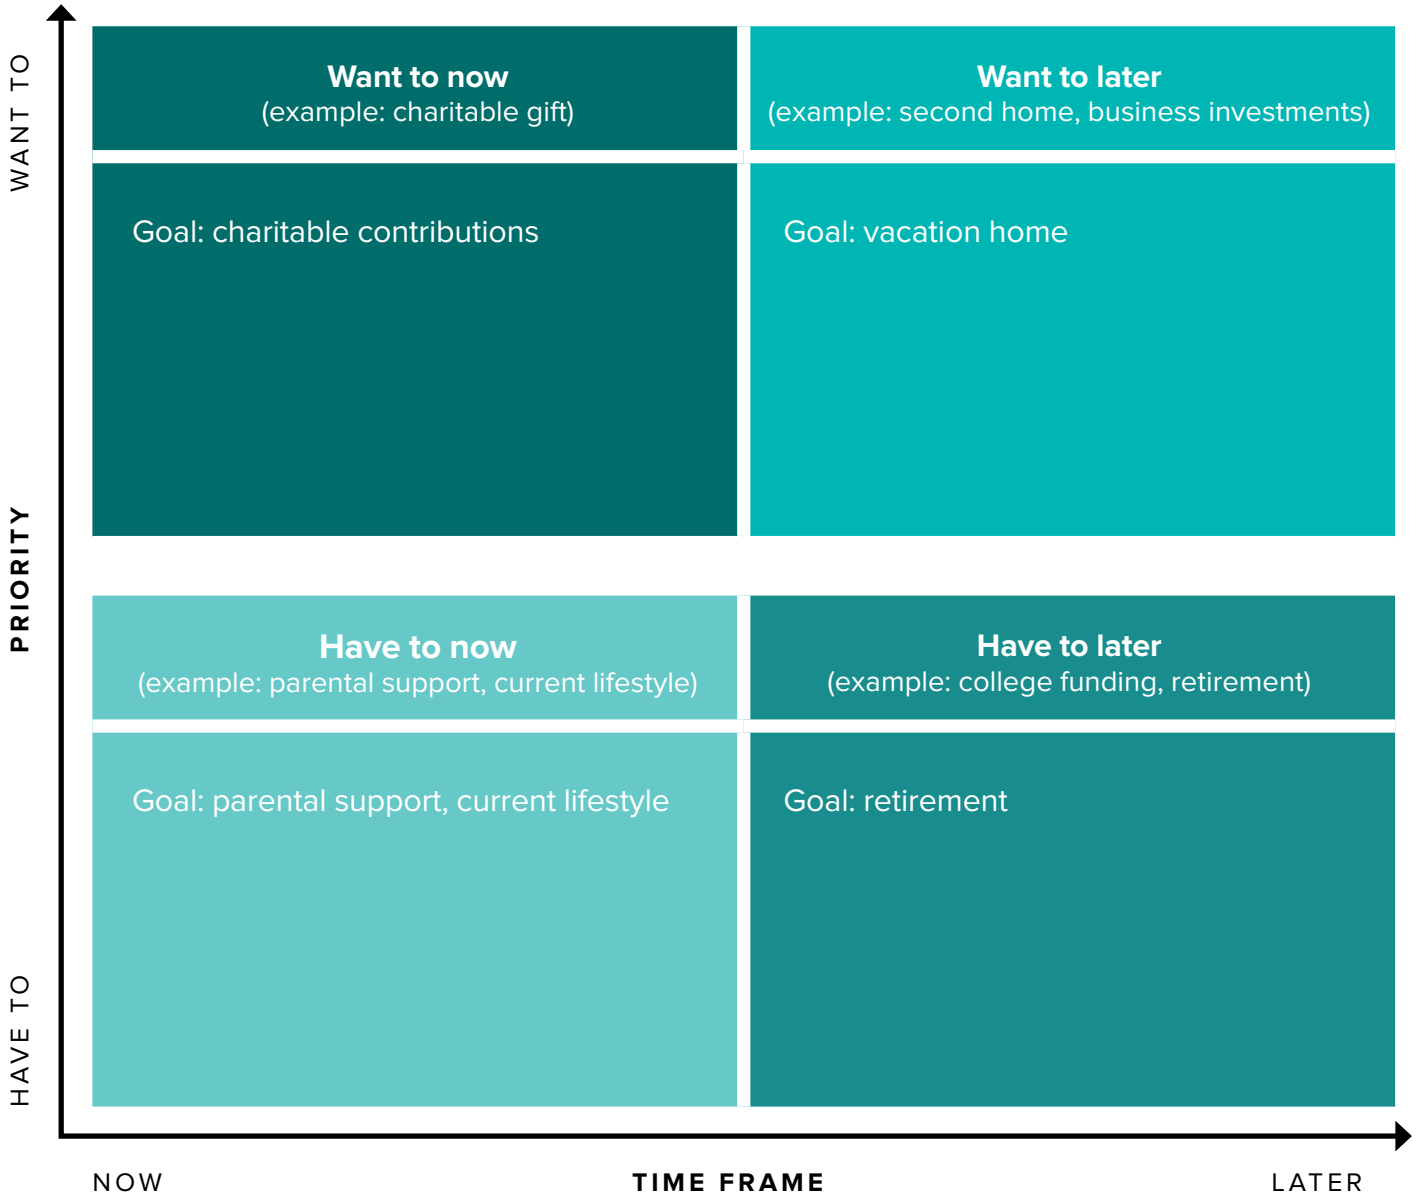 WANT TO
Want to now
(example: charitable gift)
Want to later
(example: second home, business investments)
Goal: charitable contributions
Goal: vacation home
PRIORITY
Have to now
(example: parental support, current lifestyle)
Have to later
(example: college funding, retirement)
Goal: parental support, current lifestyle
Goal: retirement
HAVE TO
NOW
TIME FRAME
LATER